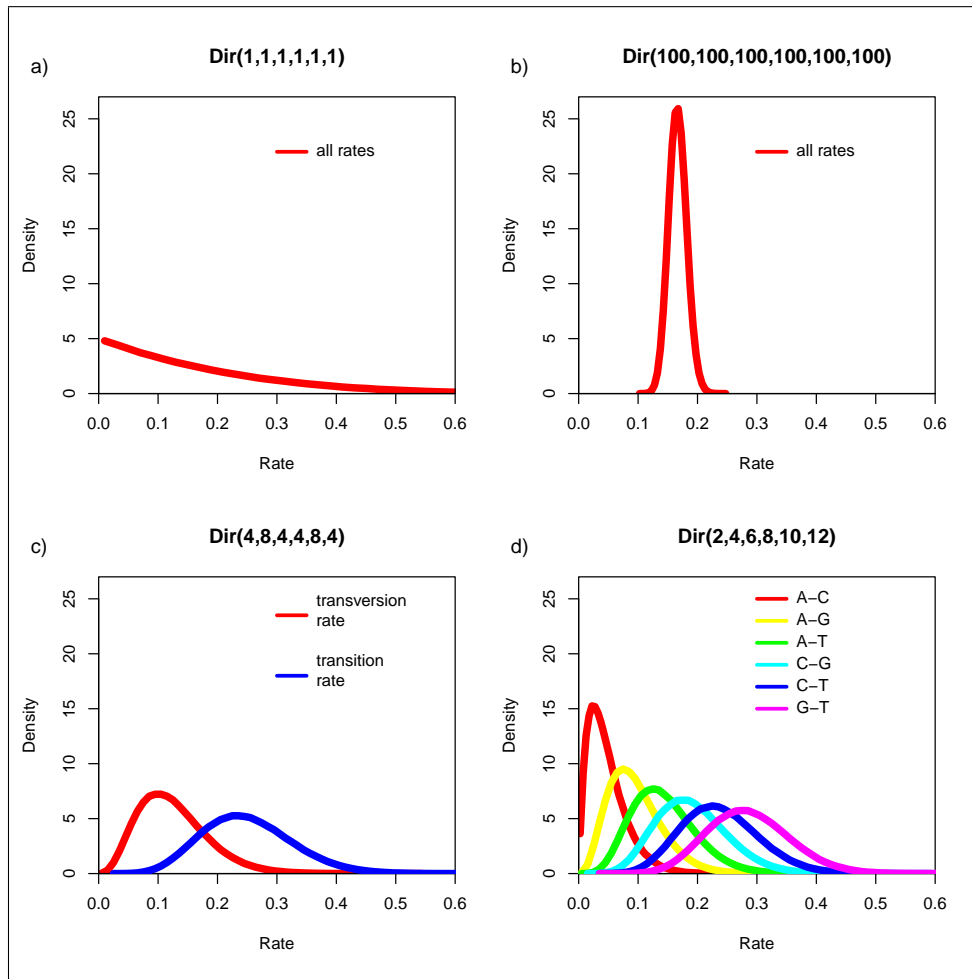 a)
Dir(1,1,1,1,1,1)
all rates
Density
0
5
10
15
20
25
0.0 0.1 0.2 0.3 0.4 0.5 0.6
Rate
b)
Dir(100,100,100,100,100,100)
all rates
Density
0
5
10
15
20
25
0.0 0.1 0.2 0.3 0.4 0.5 0.6
Rate
c)
Dir(4,8,4,4,8,4)
transversion
rate
transition
rate
Density
0
5
10
15
20
25
0.0 0.1 0.2 0.3 0.4 0.5 0.6
Rate
d)
Dir(2,4,6,8,10,12)
A−C
A−G
A−T
C−G
C−T
G−T
Density
0
5
10
15
20
25
0.0 0.1 0.2 0.3 0.4 0.5 0.6
Rate